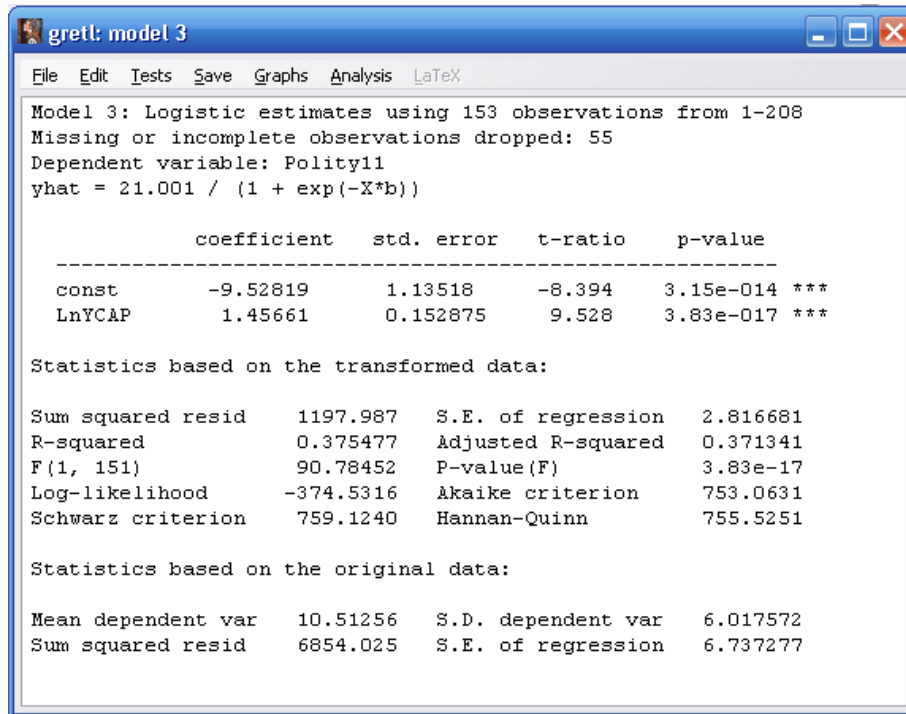 gretl: model 3
File Edit Tests Save Graphs Analysis LaTeX
Model 3: Logistic estimates using 153 observations from 1-208
Missing or incomplete observations dropped: 55
Dependent variable: Polity11
yhat = 21.001 / (1 + exp(-X*b))
coefficient std. error t-ratio p-value
const -9.52819 1.13518 -8.394 3.15e-014 ***
LnYCAP 1.45661 0.152875 9.528 3.83e-017 ***
Statistics based on the transformed data:
Sum squared resid 1197.987 S.E. of regression 2.816681
R-squared 0.375477 Adjusted R-squared 0.371341
F(1, 151) 90.78452 P-value(F) 3.83e-17
Log-likelihood -374.5316 Akaike criterion 753.0631
Schwarz criterion 759.1240 Hannan-Quinn 755.5251
Statistics based on the original data:
Mean dependent var 10.51256 S.D. dependent var 6.017572
Sum squared resid 6854.025 S.E. of regression 6.737277